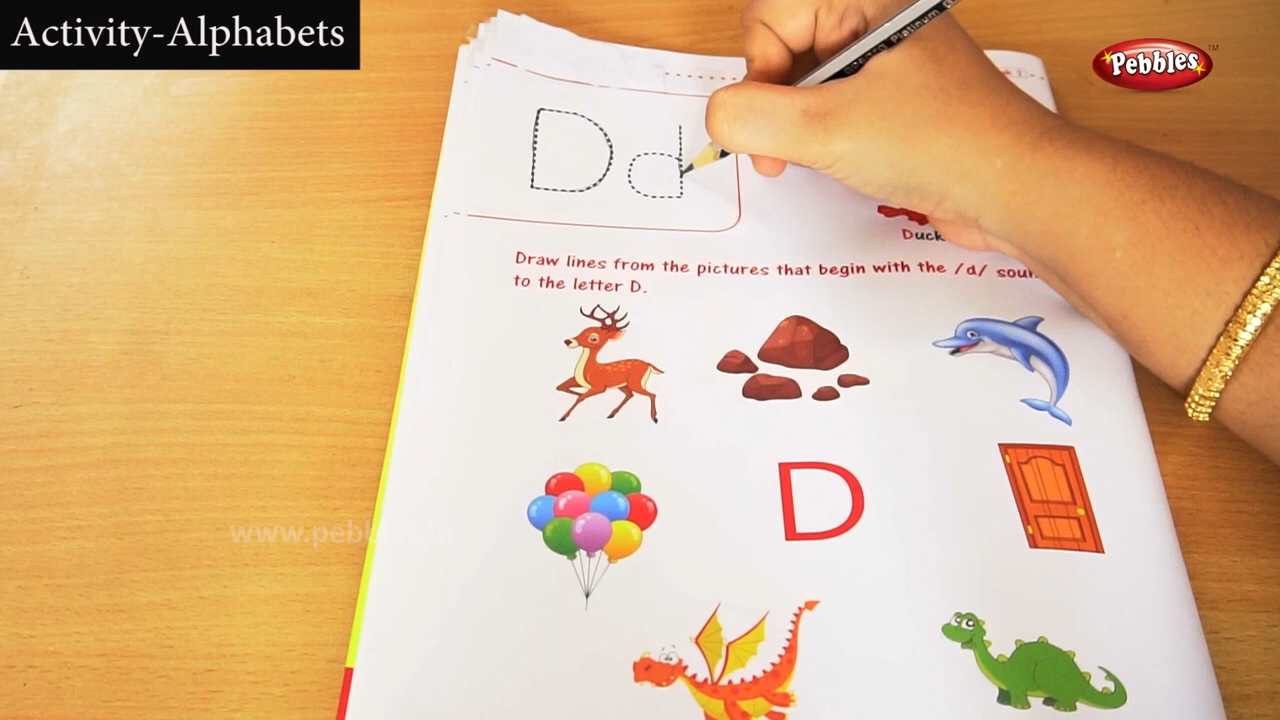 Activity-Alphabets
Pebbles
TM
Dd
Duck
Draw lines from the pictures that begin with the /d/
to the letter D.
D
www.pebbles.in